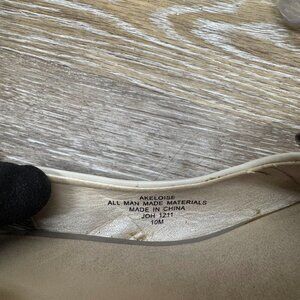 AKELOISE
ALL MAN MADE MATERIALS
MADE IN CHINA
JOH 1211
10M